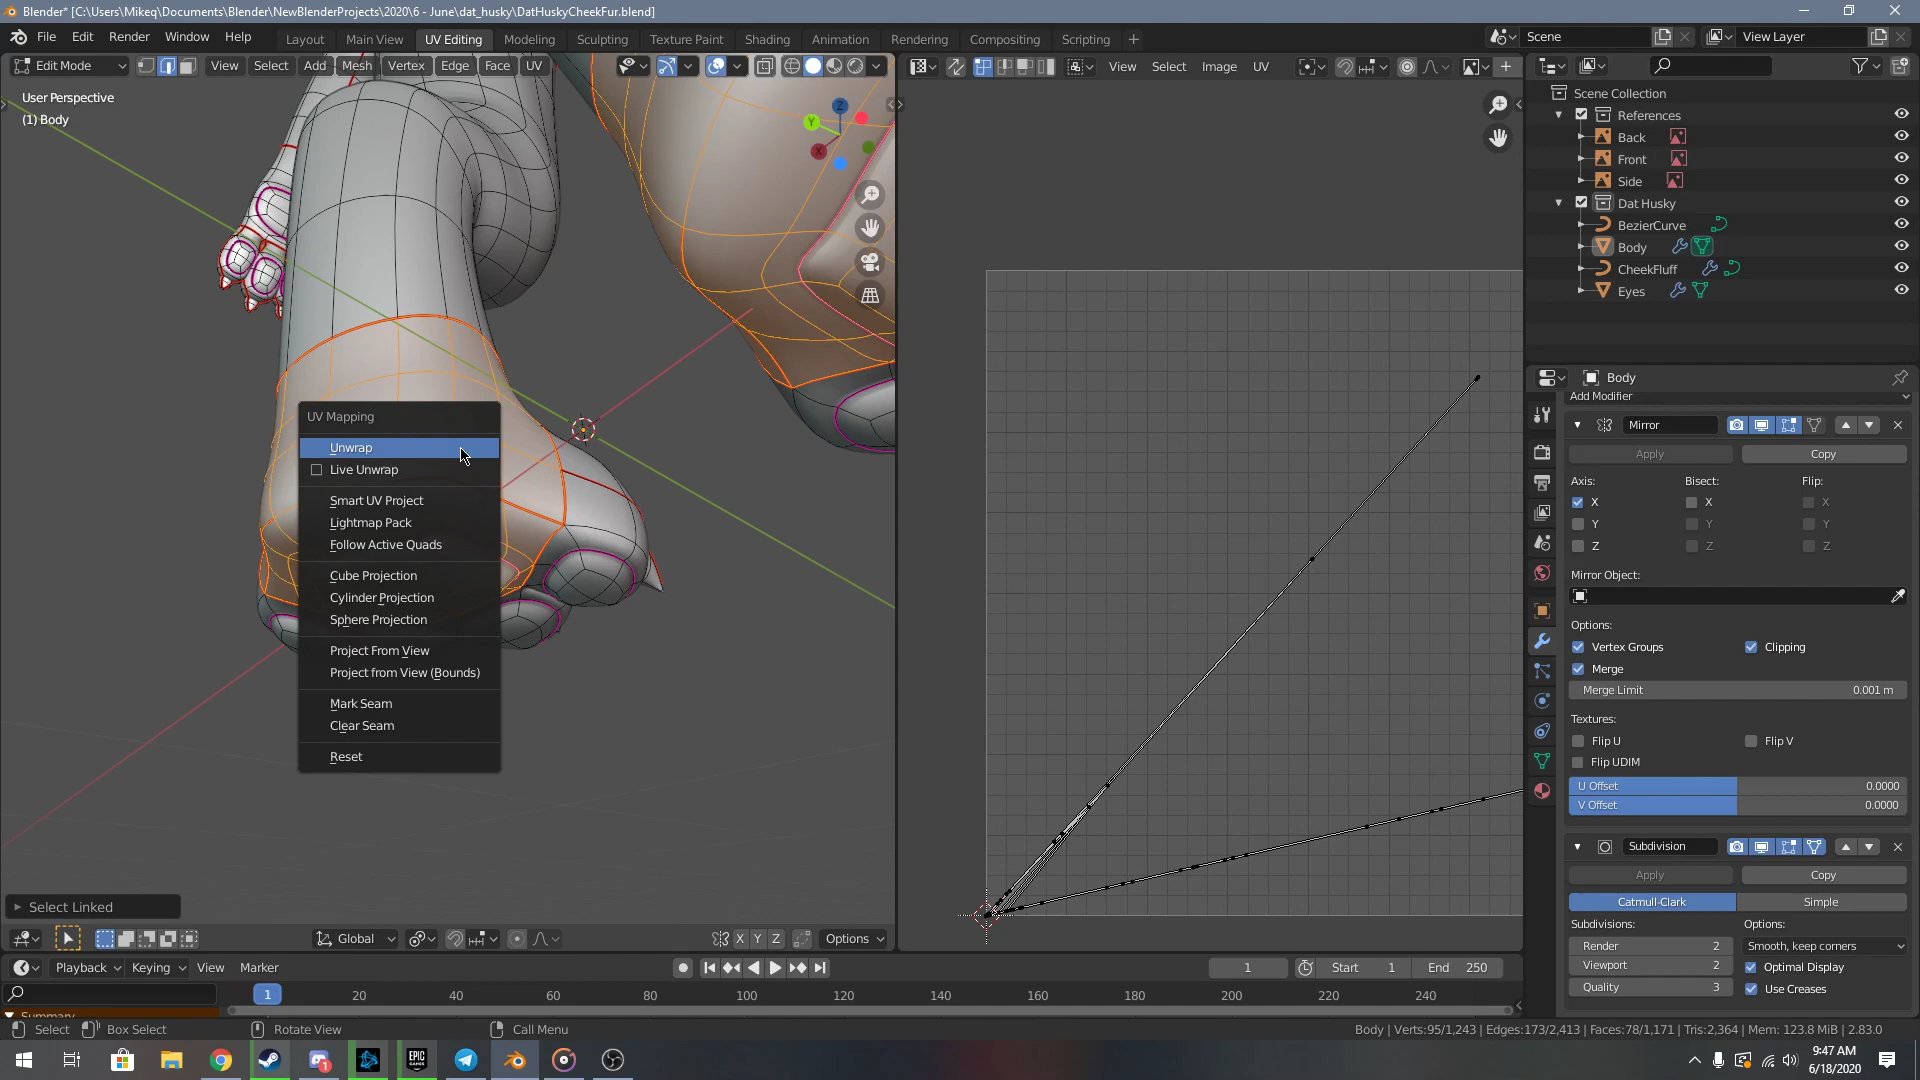 Blender* [C:\Users\Mikeq\Documents\Blender\NewBlenderProjects\2020\6 - June\dat_husky\DatHuskyCheekFur.blend]
File Edit Render Window Help Layout Main View UV Editing Modeling Sculpting Texture Paint Shading Animation Rendering Compositing Scripting + Scene View Layer
Edit Mode View Select Add Mesh Vertex Edge Face UV View Select Image UV
User Perspective
(1) Body
Z
Y
X
Scene Collection
References
Back
Front
Side
Dat Husky
BezierCurve
Body
CheekFluff
Eyes
UV Mapping
Unwrap
Live Unwrap
Smart UV Project
Lightmap Pack
Follow Active Quads
Cube Projection
Cylinder Projection
Sphere Projection
Project From View
Project from View (Bounds)
Mark Seam
Clear Seam
Reset
Body
Add Modifier
Mirror
Apply Copy
Axis: Bisect: Flip:
X X X
Y Y Y
Z Z Z
Mirror Object:
Options:
Vertex Groups Clipping
Merge
Merge Limit 0.001 m
Textures:
Flip U Flip V
Flip UDIM
U Offset 0.0000
V Offset 0.0000
Subdivision
Apply Copy
Catmull-Clark Simple
Subdivisions: Options:
Render 2 Smooth, keep corners
Viewport 2 Optimal Display
Quality 3 Use Creases
Select Linked
Global X Y Z Options
Playback Keying View Marker 1 Start 1 End 250
1 20 40 60 80 100 120 140 160 180 200 220 240
Summary
Select Box Select Rotate View Call Menu Body | Verts:95/1,243 | Edges:173/2,413 | Faces:78/1,171 | Tris:2,364 | Mem: 123.8 MiB | 2.83.0
EPIC GAMES
1
9:47 AM
6/18/2020